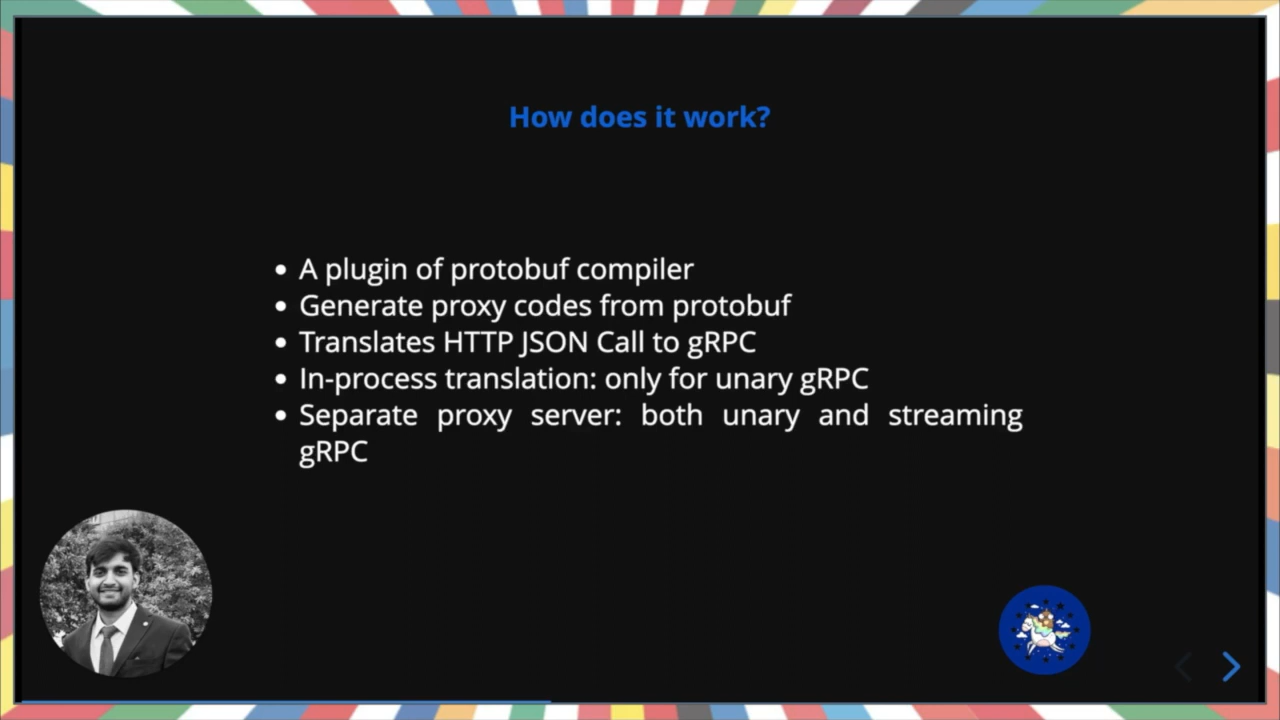 How does it work?
A plugin of protobuf compiler
Generate proxy codes from protobuf
Translates HTTP JSON Call to gRPC
In-process translation: only for unary gRPC
Separate proxy server: both unary and streaming
gRPC